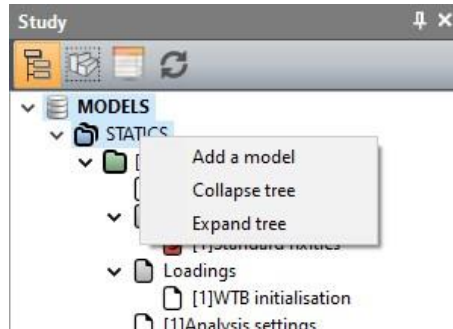 Study
MODELS
STATICS
Add a model
Collapse tree
Expand tree
[1]Standard fixities
Loadings
[1]WTB initialisation
[1]Analysis settings